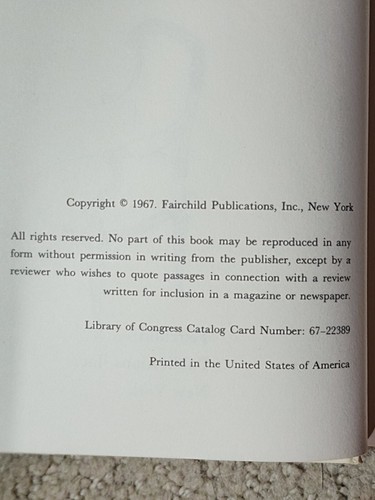 Copyright © 1967. Fairchild Publications, Inc., New York
All rights reserved. No part of this book may be reproduced in any
form without permission in writing from the publisher, except by a
reviewer who wishes to quote passages in connection with a review
written for inclusion in a magazine or newspaper.
Library of Congress Catalog Card Number: 67–22389
Printed in the United States of America